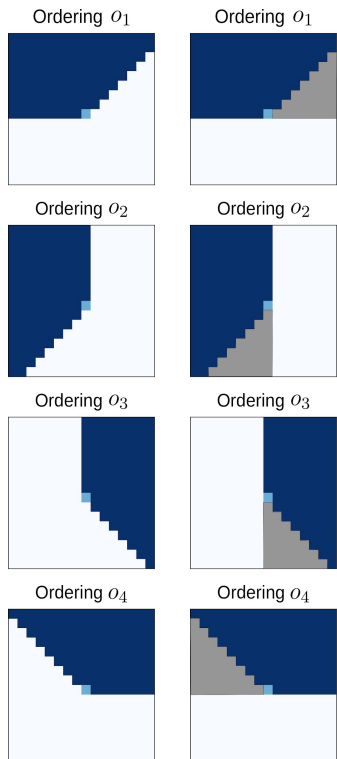 Ordering o₁ Ordering o₁
Ordering o₂ Ordering o₂
Ordering o₃ Ordering o₃
Ordering o₄ Ordering o₄